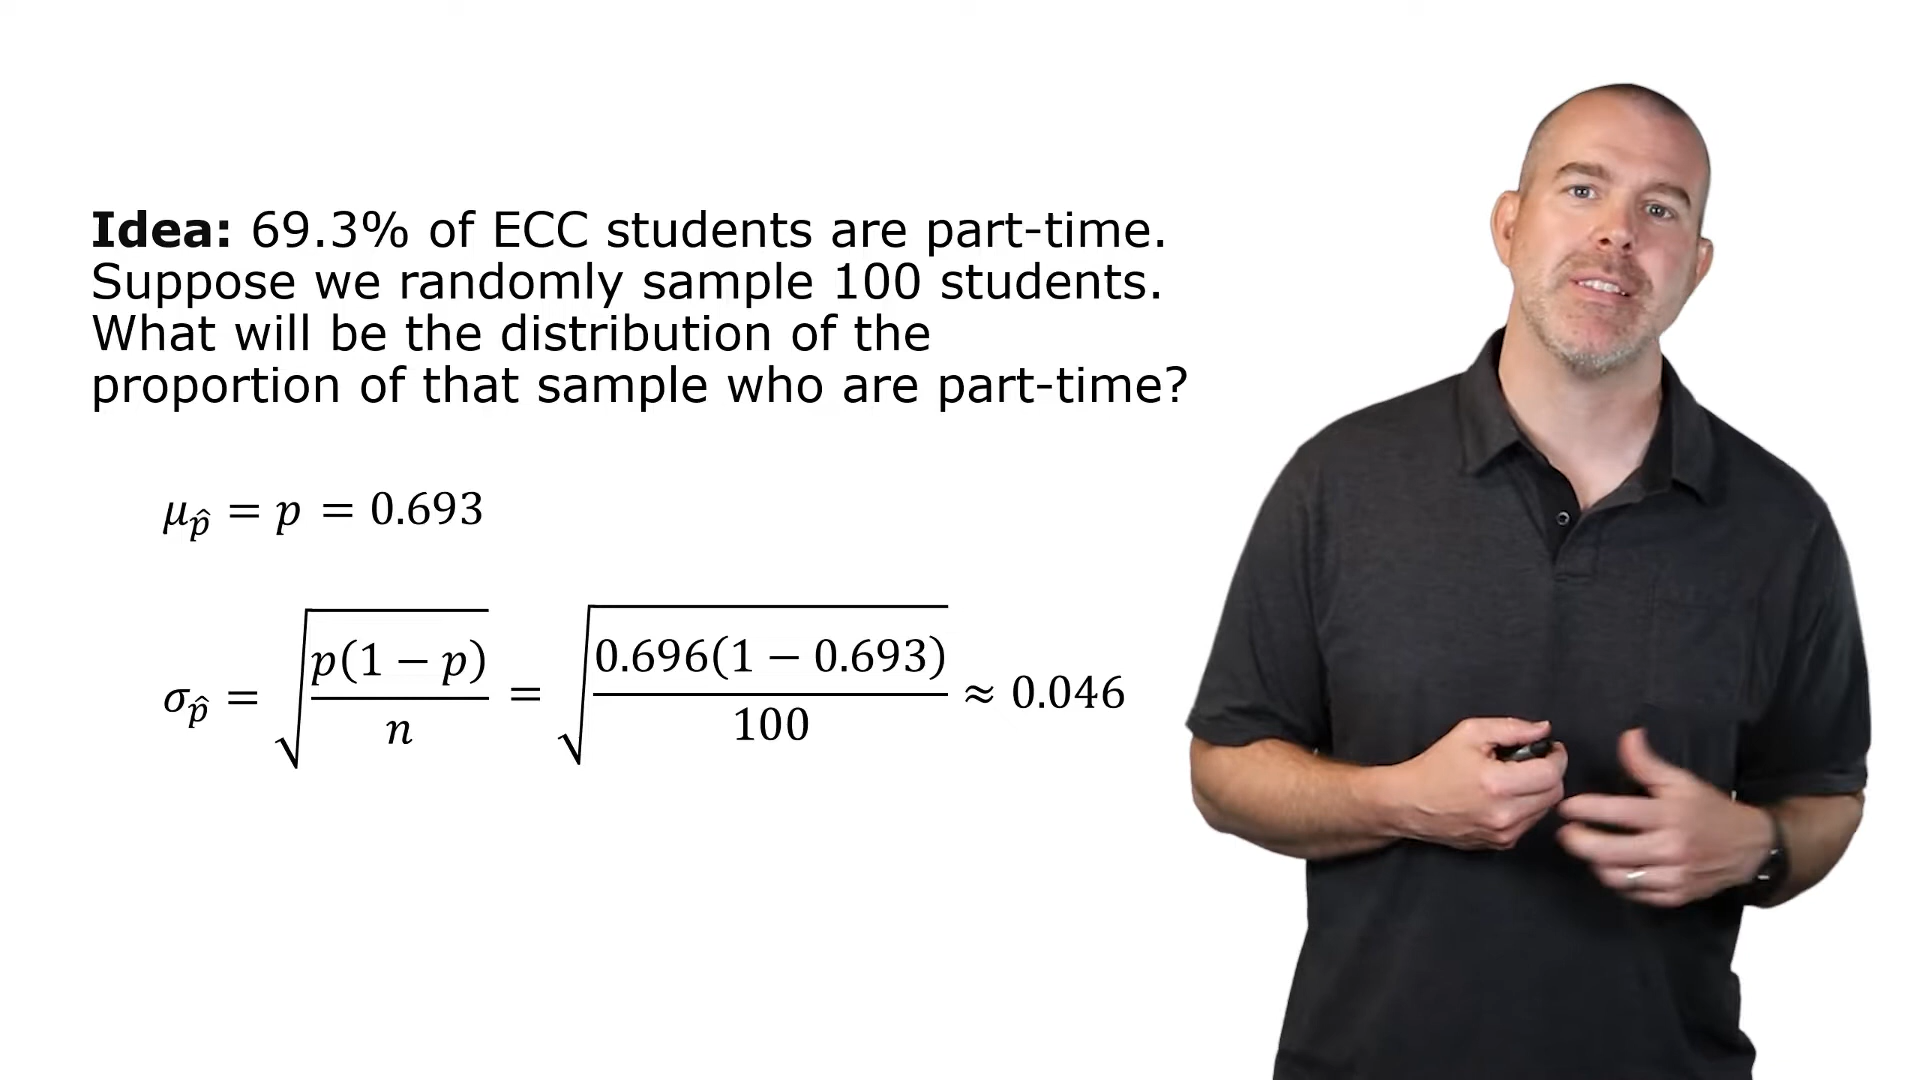 Idea: 69.3% of ECC students are part-time.
Suppose we randomly sample 100 students.
What will be the distribution of the
proportion of that sample who are part-time?
μ_p̂ = p = 0.693
σ_p̂ = √(p(1 − p)/n) = √(0.696(1 − 0.693)/100) ≈ 0.046